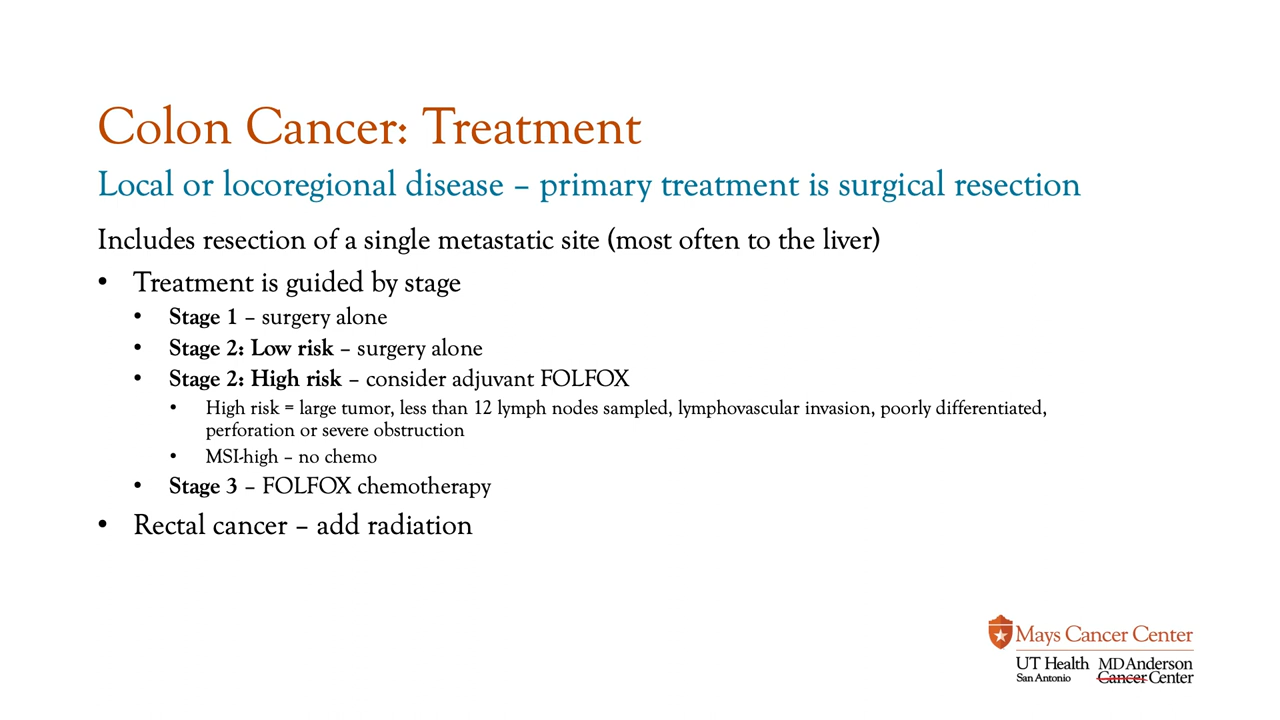 Colon Cancer: Treatment
Local or locoregional disease – primary treatment is surgical resection
Includes resection of a single metastatic site (most often to the liver)
• Treatment is guided by stage
• Stage 1 – surgery alone
• Stage 2: Low risk – surgery alone
• Stage 2: High risk – consider adjuvant FOLFOX
• High risk = large tumor, less than 12 lymph nodes sampled, lymphovascular invasion, poorly differentiated,
perforation or severe obstruction
• MSI-high – no chemo
• Stage 3 – FOLFOX chemotherapy
• Rectal cancer – add radiation
Mays Cancer Center
UT Health MD Anderson
San Antonio Cancer Center